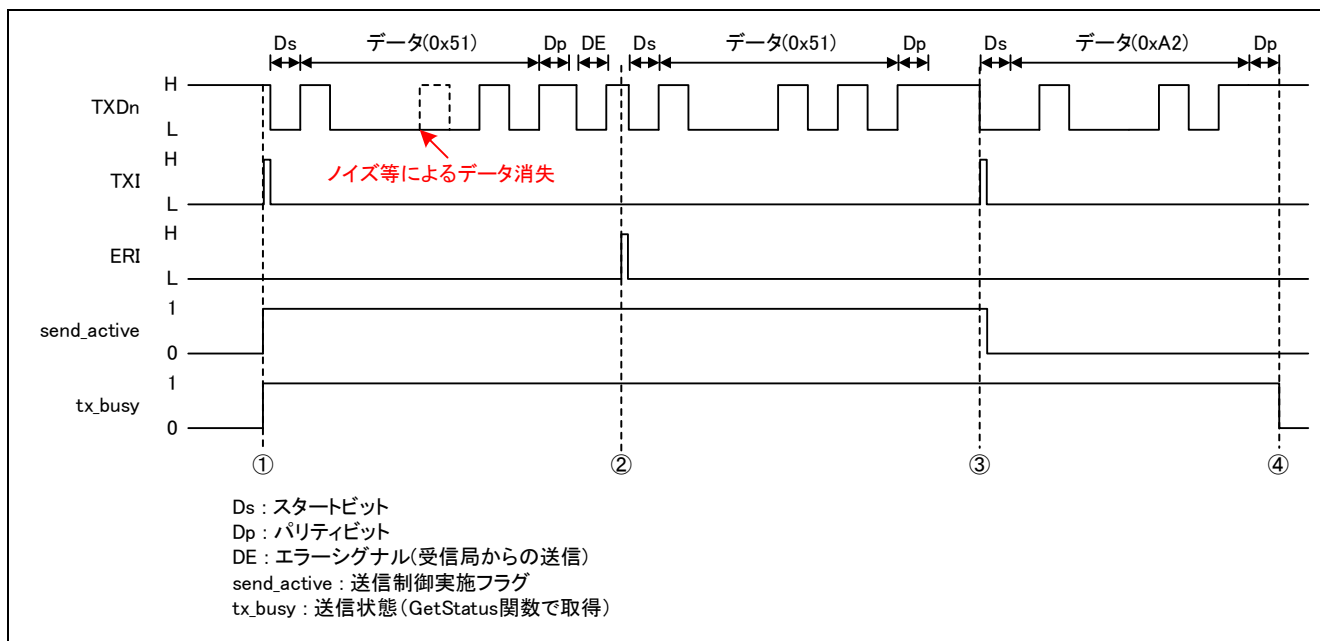 Ds データ(0x51) Dp DE Ds データ(0x51) Dp Ds データ(0xA2) Dp
H
TXDn
L
ノイズ等によるデータ消失
H
TXI
L
H
ERI
L
1
send_active
0
1
tx_busy
0
① ② ③ ④
Ds : スタートビット
Dp : パリティビット
DE : エラーシグナル(受信局からの送信)
send_active : 送信制御実施フラグ
tx_busy : 送信状態(GetStatus関数で取得)